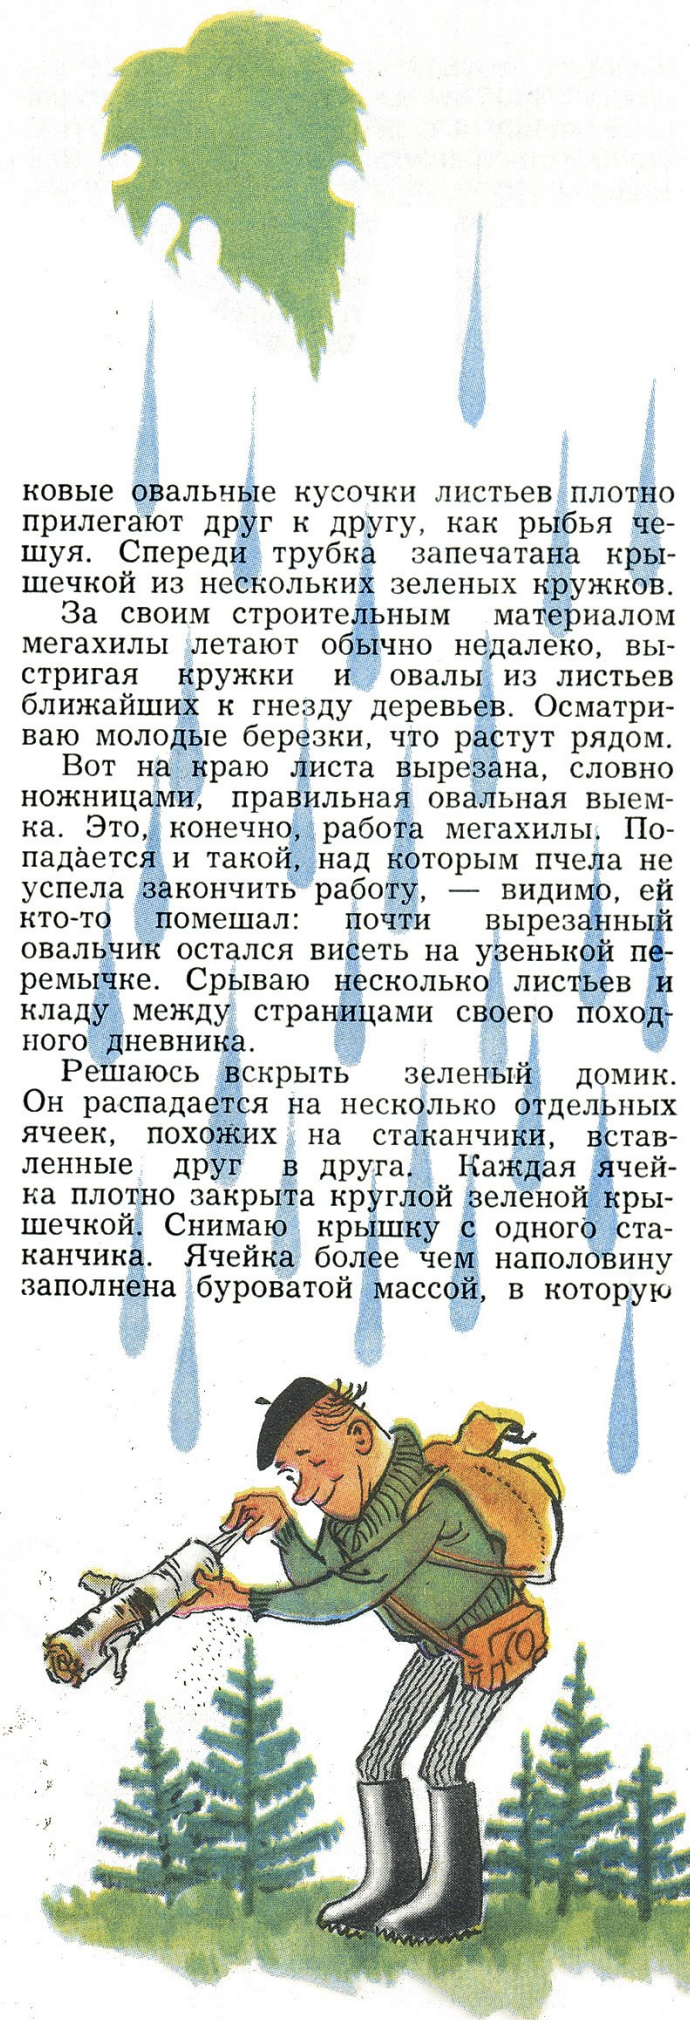 ковые овальные кусочки листьев плотно
прилегают друг к другу, как рыбья че-
шуя. Спереди трубка запечатана кры-
шечкой из нескольких зеленых кружков.
За своим строительным материалом
мегахилы летают обычно недалеко, вы-
стригая кружки и овалы из листьев
ближайших к гнезду деревьев. Осматри-
ваю молодые березки, что растут рядом.
Вот на краю листа вырезана, словно
ножницами, правильная овальная выем-
ка. Это, конечно, работа мегахилы. По-
падается и такой, над которым пчела не
успела закончить работу, — видимо, ей
кто-то помешал: почти вырезанный
овальчик остался висеть на узенькой пе-
ремычке. Срываю несколько листьев и
кладу между страницами своего поход-
ного дневника.
Решаюсь вскрыть зеленый домик.
Он распадается на несколько отдельных
ячеек, похожих на стаканчики, встав-
ленные друг в друга. Каждая ячей-
ка плотно закрыта круглой зеленой кры-
шечкой. Снимаю крышку с одного ста-
канчика. Ячейка более чем наполовину
заполнена буроватой массой, в которую